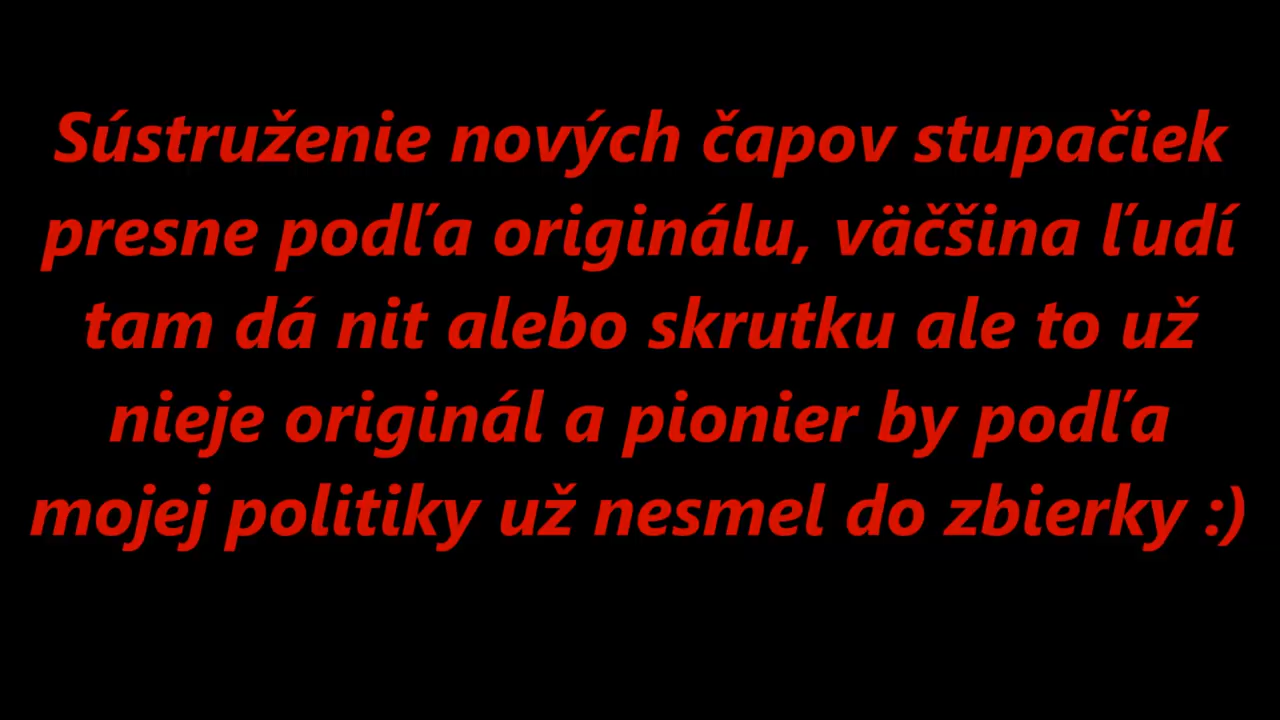 Sústruženie nových čapov stupačiek
presne podľa originálu, väčšina ľudí
tam dá nit alebo skrutku ale to už
nieje originál a pionier by podľa
mojej politiky už nesmel do zbierky :)